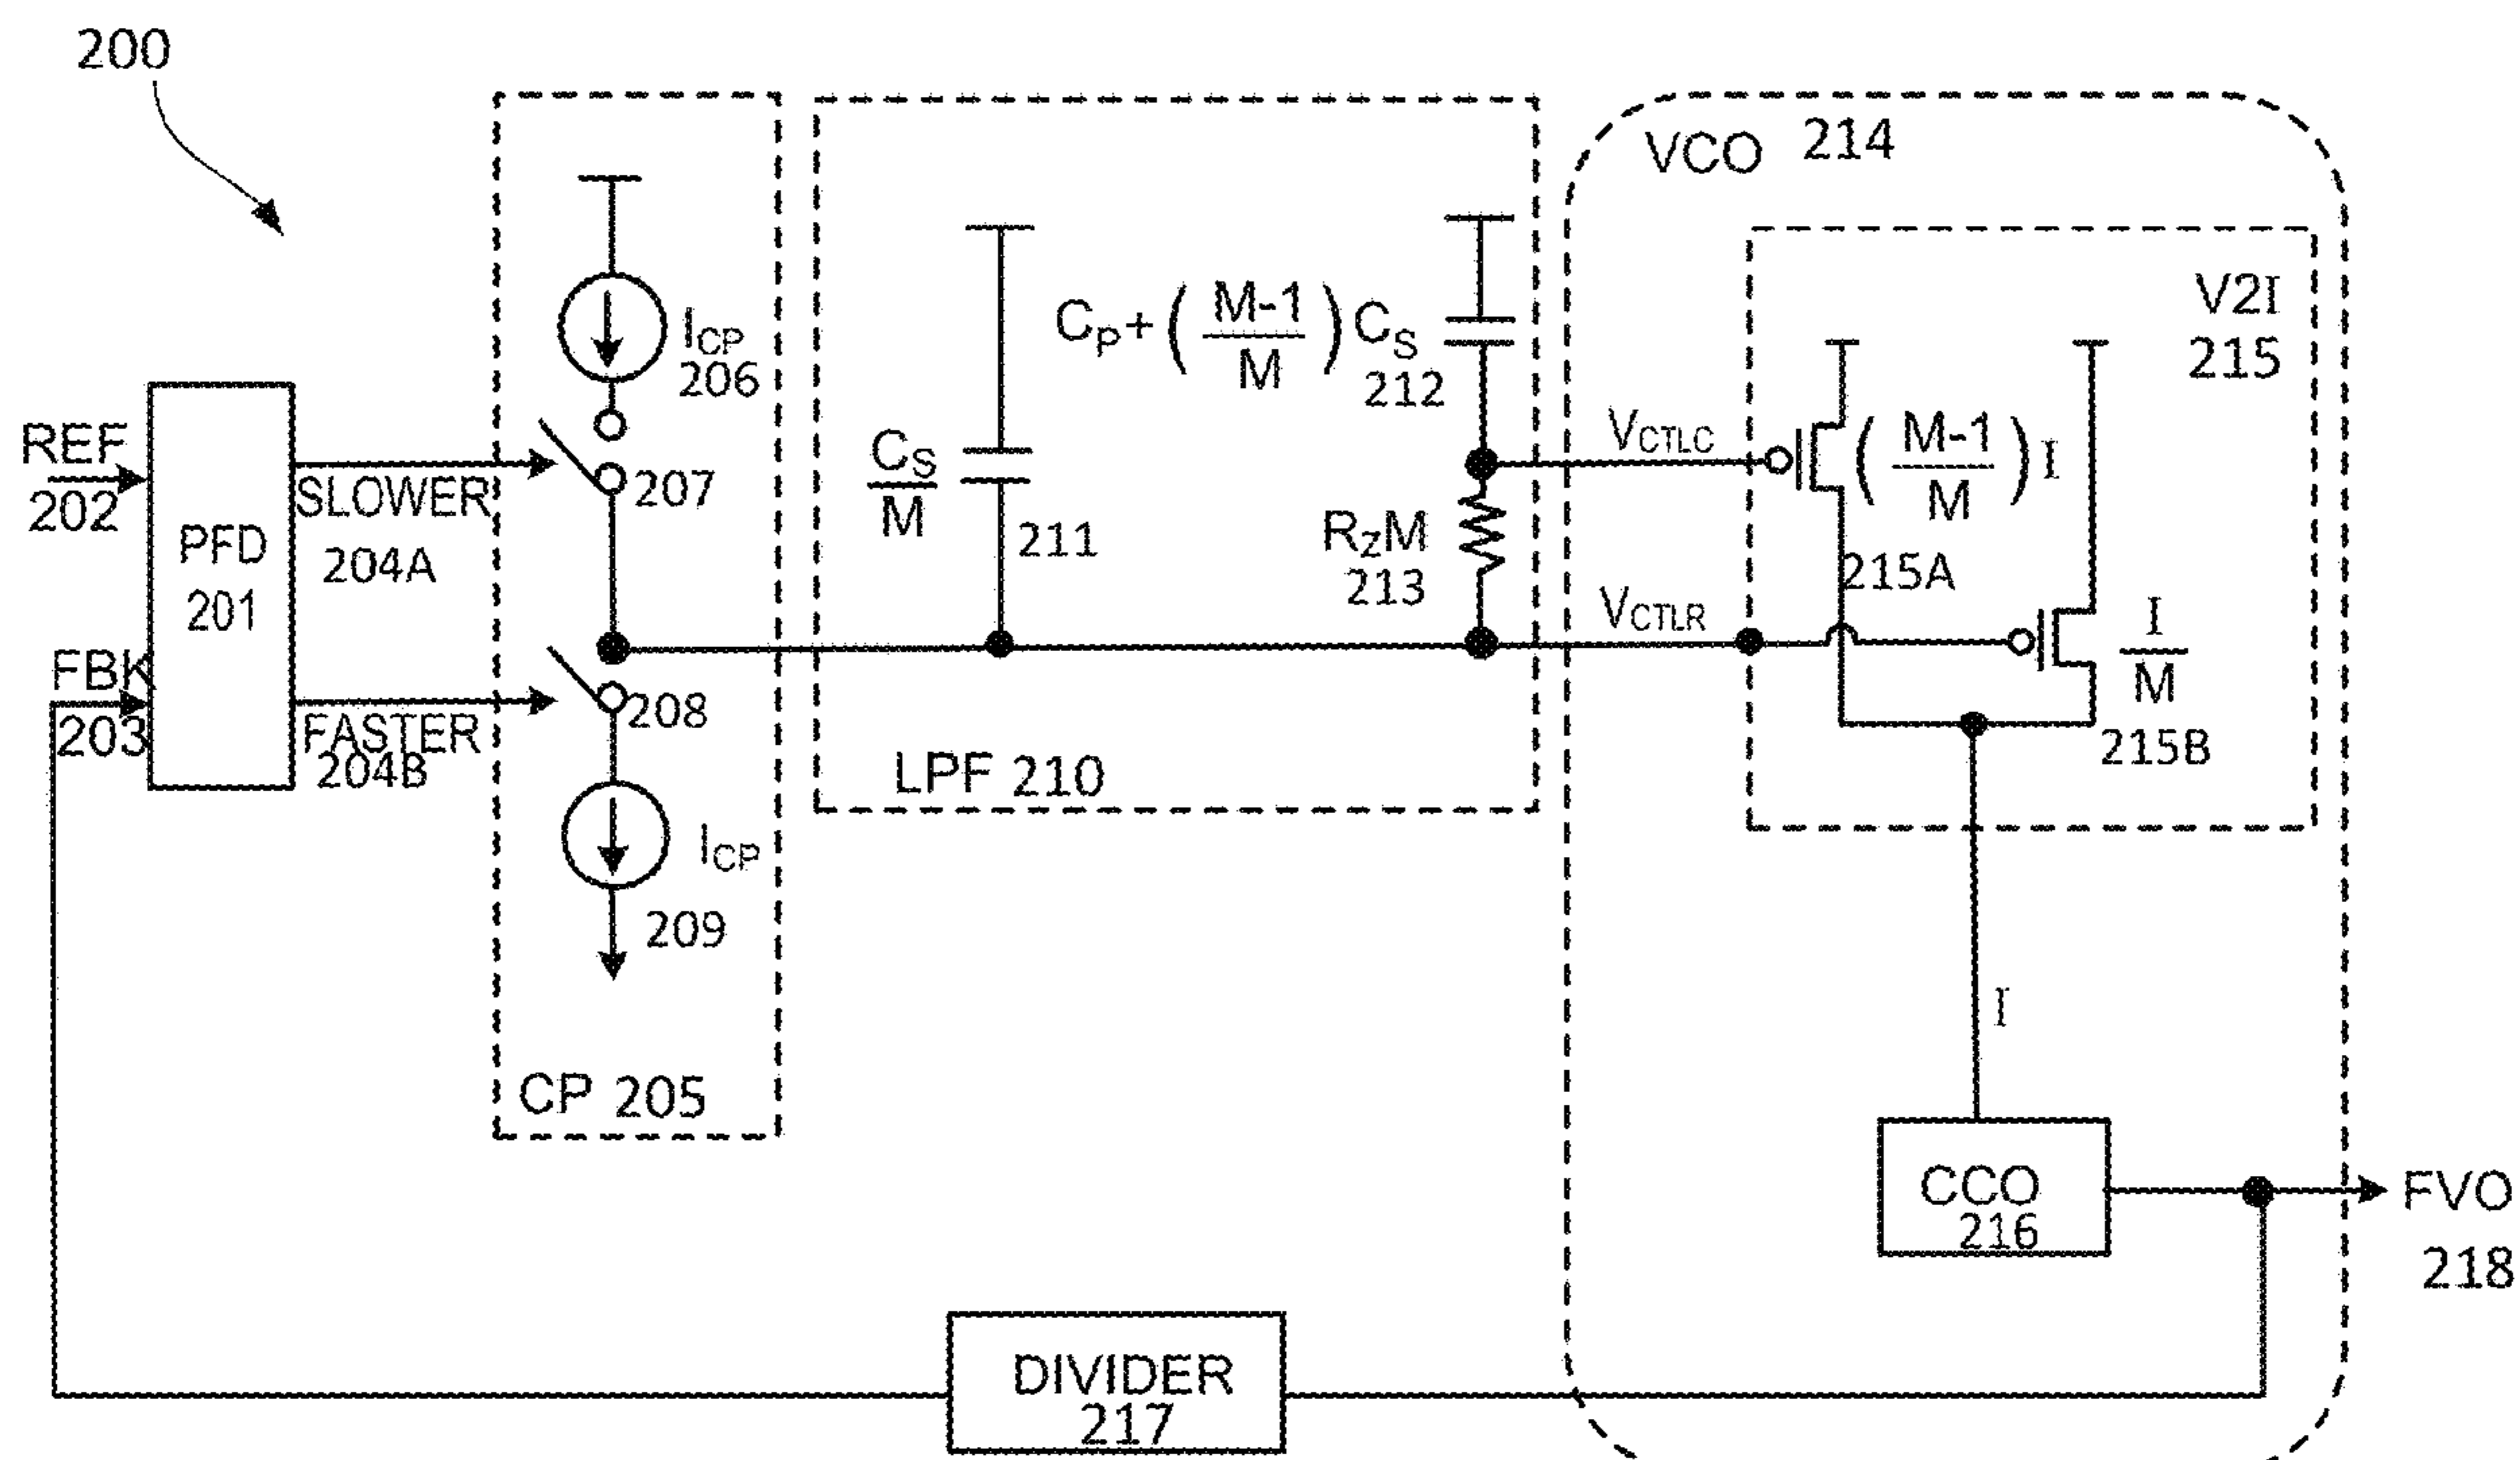 200
REF
202
PFD
201
FBK
203
SLOWER
204A
FASTER
204B
I_CP
206
207
208
I_CP
209
CP 205
C_S/M
211
C_P+(M-1/M)C_S
212
R_ZM
213
LPF 210
VCO 214
V_CTLC
V_CTLR
V2I
215
(M-1/M)I
215A
I/M
215B
I
CCO
216
FVO
218
DIVIDER
217